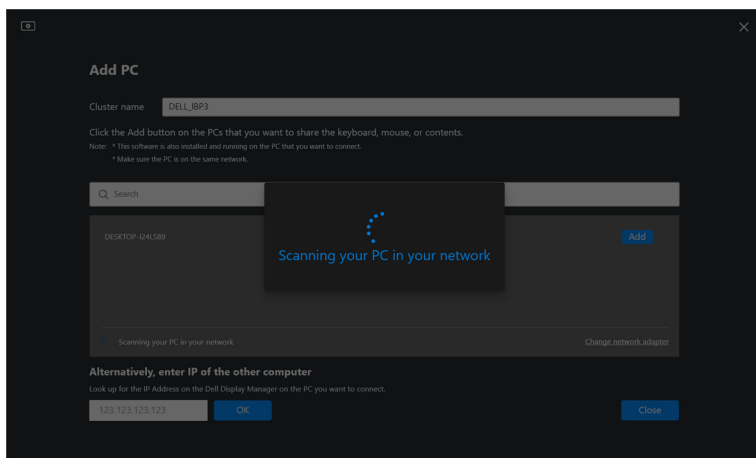 Add PC
Cluster name DELL_IBP3
Click the Add button on the PCs that you want to share the keyboard, mouse, or contents.
Note: * This software is also installed and running on the PC that you want to connect.
* Make sure the PC is on the same network.
Search
DESKTOP-I24LS89 Add
Scanning your PC in your network
Scanning your PC in your network Change network adapter
Alternatively, enter IP of the other computer
Look up for the IP Address on the Dell Display Manager on the PC you want to connect.
123.123.123.123 OK Close